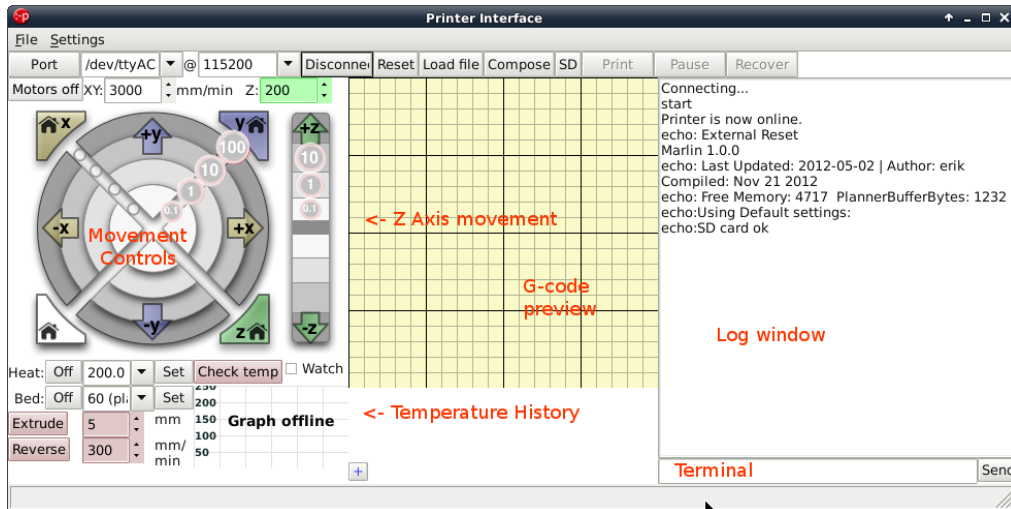 Printer Interface
File Settings
Port /dev/ttyAC @ 115200 Disconne Reset Load file Compose SD Print Pause Recover
Motors off XY: 3000 mm/min Z: 200
x +y y +z
100
10
1
0.1
10
1
0.1
-x +x
-y z -z
Movement
Controls
<- Z Axis movement
G-code
preview
Connecting...
start
Printer is now online.
echo: External Reset
Marlin 1.0.0
echo: Last Updated: 2012-05-02 | Author: erik
Compiled: Nov 21 2012
echo: Free Memory: 4717 PlannerBufferBytes: 1232
echo:Using Default settings:
echo:SD card ok
Log window
Heat: Off 200.0 Set Check temp Watch
Bed: Off 60 (pla Set
Extrude 5 mm
Reverse 300 mm/
min
250
200
150
100
50
Graph offline
<- Temperature History
+
Terminal
Send